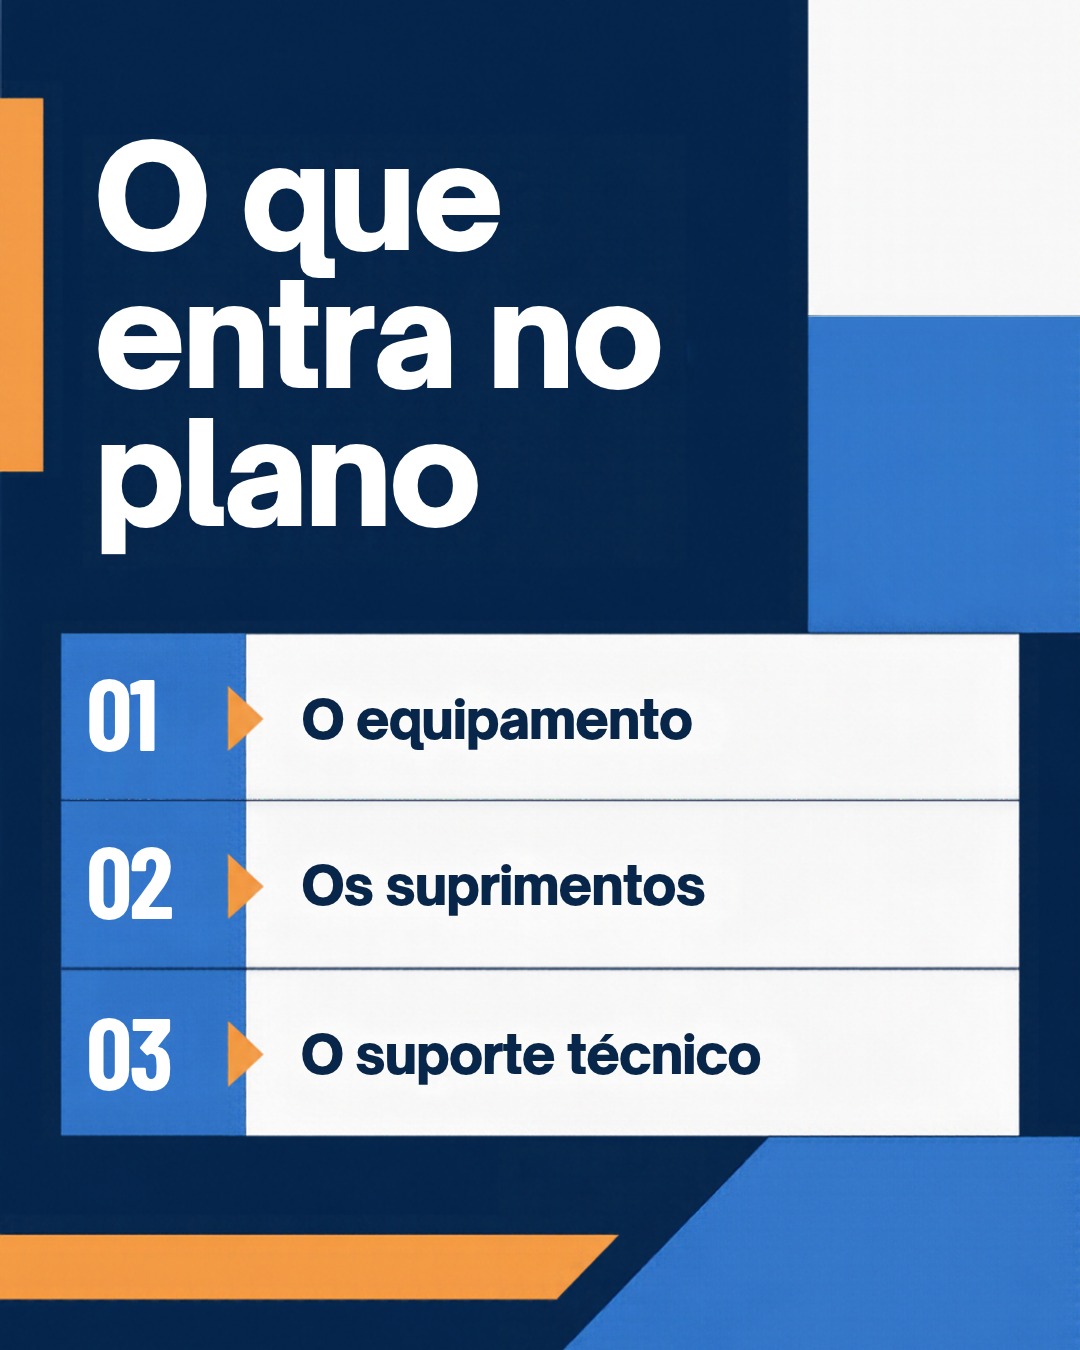 O que
entra no
plano
01 O equipamento
02 Os suprimentos
03 O suporte técnico